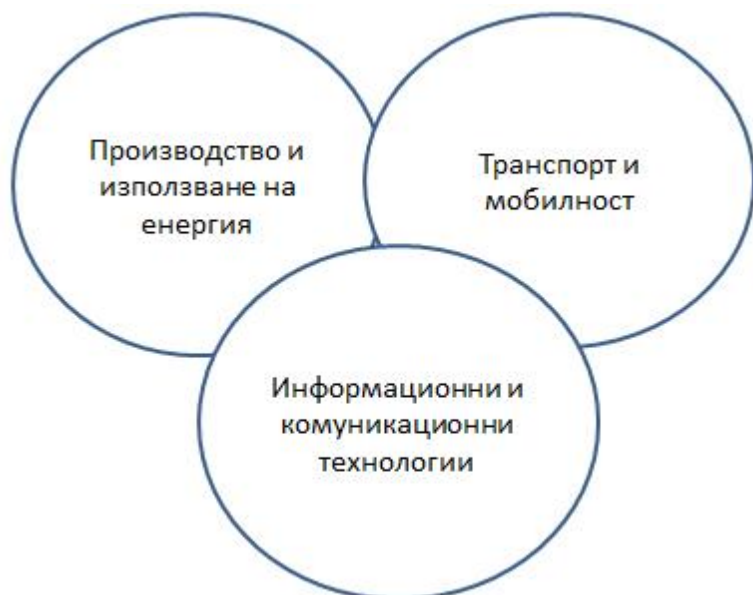 Производство и
използване на
енергия
Транспорт и
мобилност
Информационни и
комуникационни
технологии